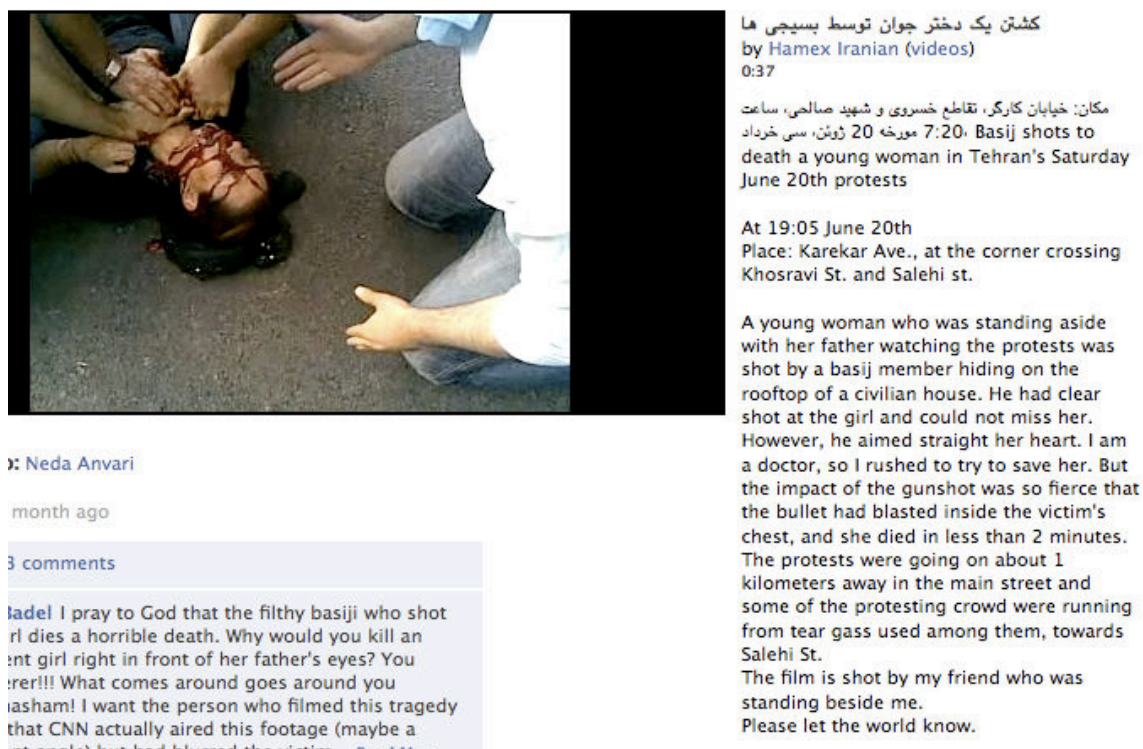 کشتن یک دختر جوان توسط بسیجی ها
by Hamex Iranian (videos)
0:37
مکان: خیابان کارگر، تقاطع خسروی و شهید صالحی، ساعت
7:20، مورخه 20 ژوئن، سی خرداد Basij shots to
death a young woman in Tehran's Saturday
June 20th protests
At 19:05 June 20th
Place: Karekar Ave., at the corner crossing
Khosravi St. and Salehi st.
A young woman who was standing aside
with her father watching the protests was
shot by a basij member hiding on the
rooftop of a civilian house. He had clear
shot at the girl and could not miss her.
However, he aimed straight her heart. I am
a doctor, so I rushed to try to save her. But
the impact of the gunshot was so fierce that
the bullet had blasted inside the victim's
chest, and she died in less than 2 minutes.
The protests were going on about 1
kilometers away in the main street and
some of the protesting crowd were running
from tear gass used among them, towards
Salehi St.
The film is shot by my friend who was
standing beside me.
Please let the world know.
: Neda Anvari
month ago
comments
Badel I pray to God that the filthy basiji who shot
rl dies a horrible death. Why would you kill an
ent girl right in front of her father's eyes? You
erer!!! What comes around goes around you
asham! I want the person who filmed this tragedy
that CNN actually aired this footage (maybe a